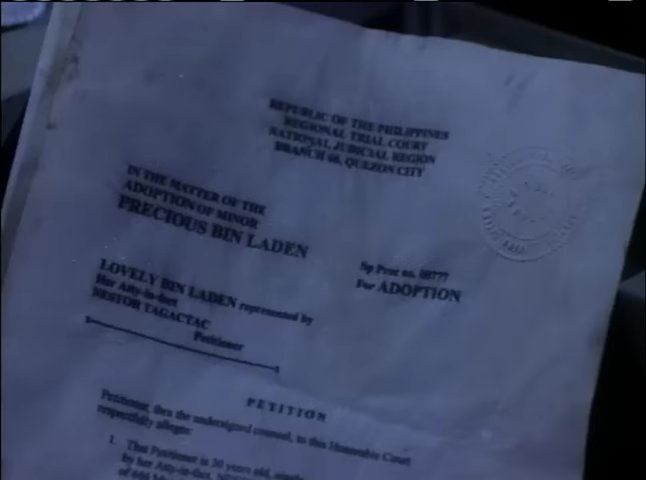 REPUBLIC OF THE PHILIPPINES
REGIONAL TRIAL COURT
NATIONAL JUDICIAL REGION
BRANCH 66, QUEZON CITY
IN THE MATTER OF THE
ADOPTION OF MINOR
PRECIOUS BIN LADEN
Sp Proc no.
For ADOPTION
LOVELY BIN LADEN represented by
Her Atty-in-fact
NESTOR TAGACTAC
Petitioner
PETITION
Petitioner, thru the undersigned counsel, to this Honorable Court
respectfully alleges:
1. That Petitioner is 30 years old,
by her Atty-in-fact,
of 666